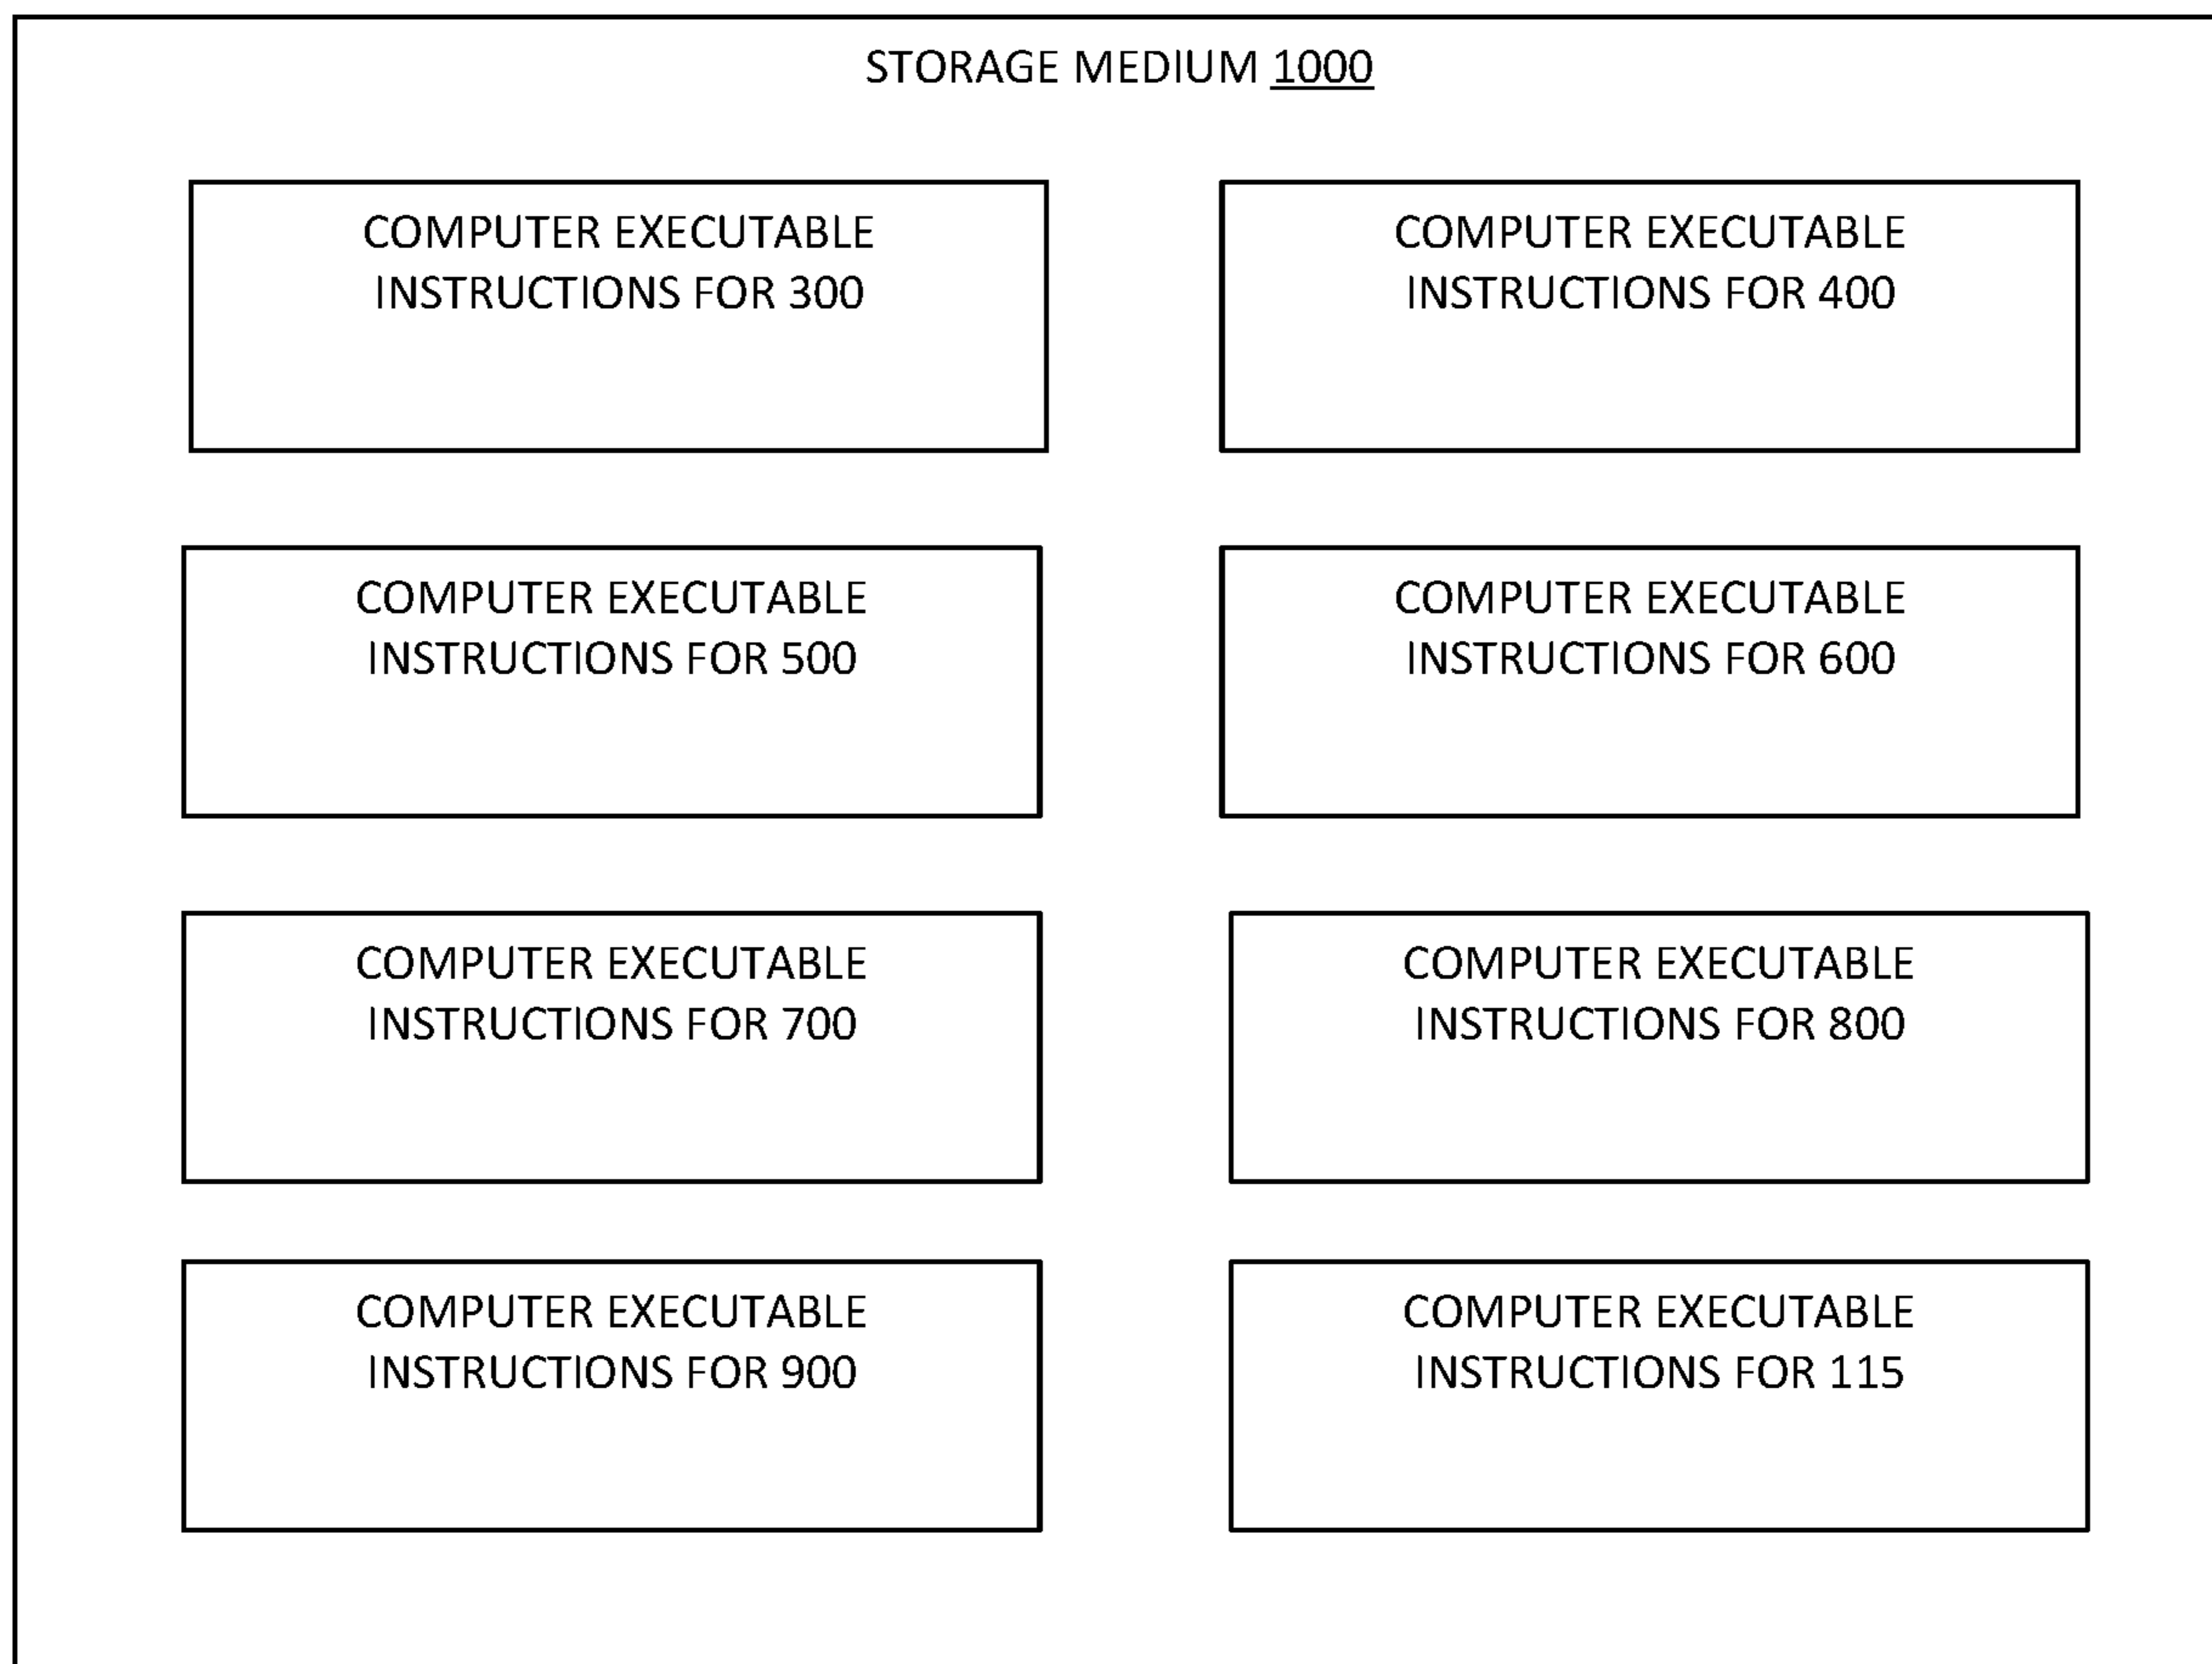 STORAGE MEDIUM 1000
COMPUTER EXECUTABLE
INSTRUCTIONS FOR 300
COMPUTER EXECUTABLE
INSTRUCTIONS FOR 400
COMPUTER EXECUTABLE
INSTRUCTIONS FOR 500
COMPUTER EXECUTABLE
INSTRUCTIONS FOR 600
COMPUTER EXECUTABLE
INSTRUCTIONS FOR 700
COMPUTER EXECUTABLE
INSTRUCTIONS FOR 800
COMPUTER EXECUTABLE
INSTRUCTIONS FOR 900
COMPUTER EXECUTABLE
INSTRUCTIONS FOR 115